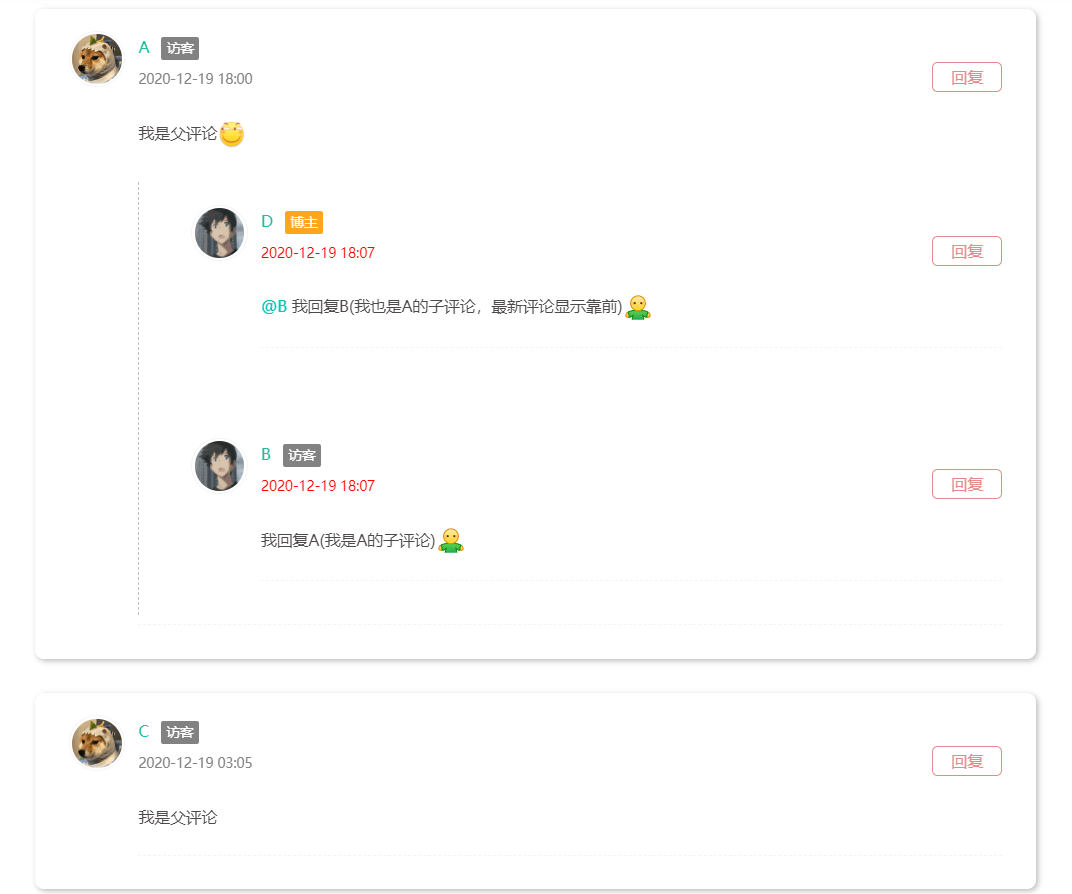 A 访客
2020-12-19 18:00
回复
我是父评论
D 博主
2020-12-19 18:07
回复
@B 我回复B(我也是A的子评论，最新评论显示靠前)
B 访客
2020-12-19 18:07
回复
我回复A(我是A的子评论)
C 访客
2020-12-19 03:05
回复
我是父评论